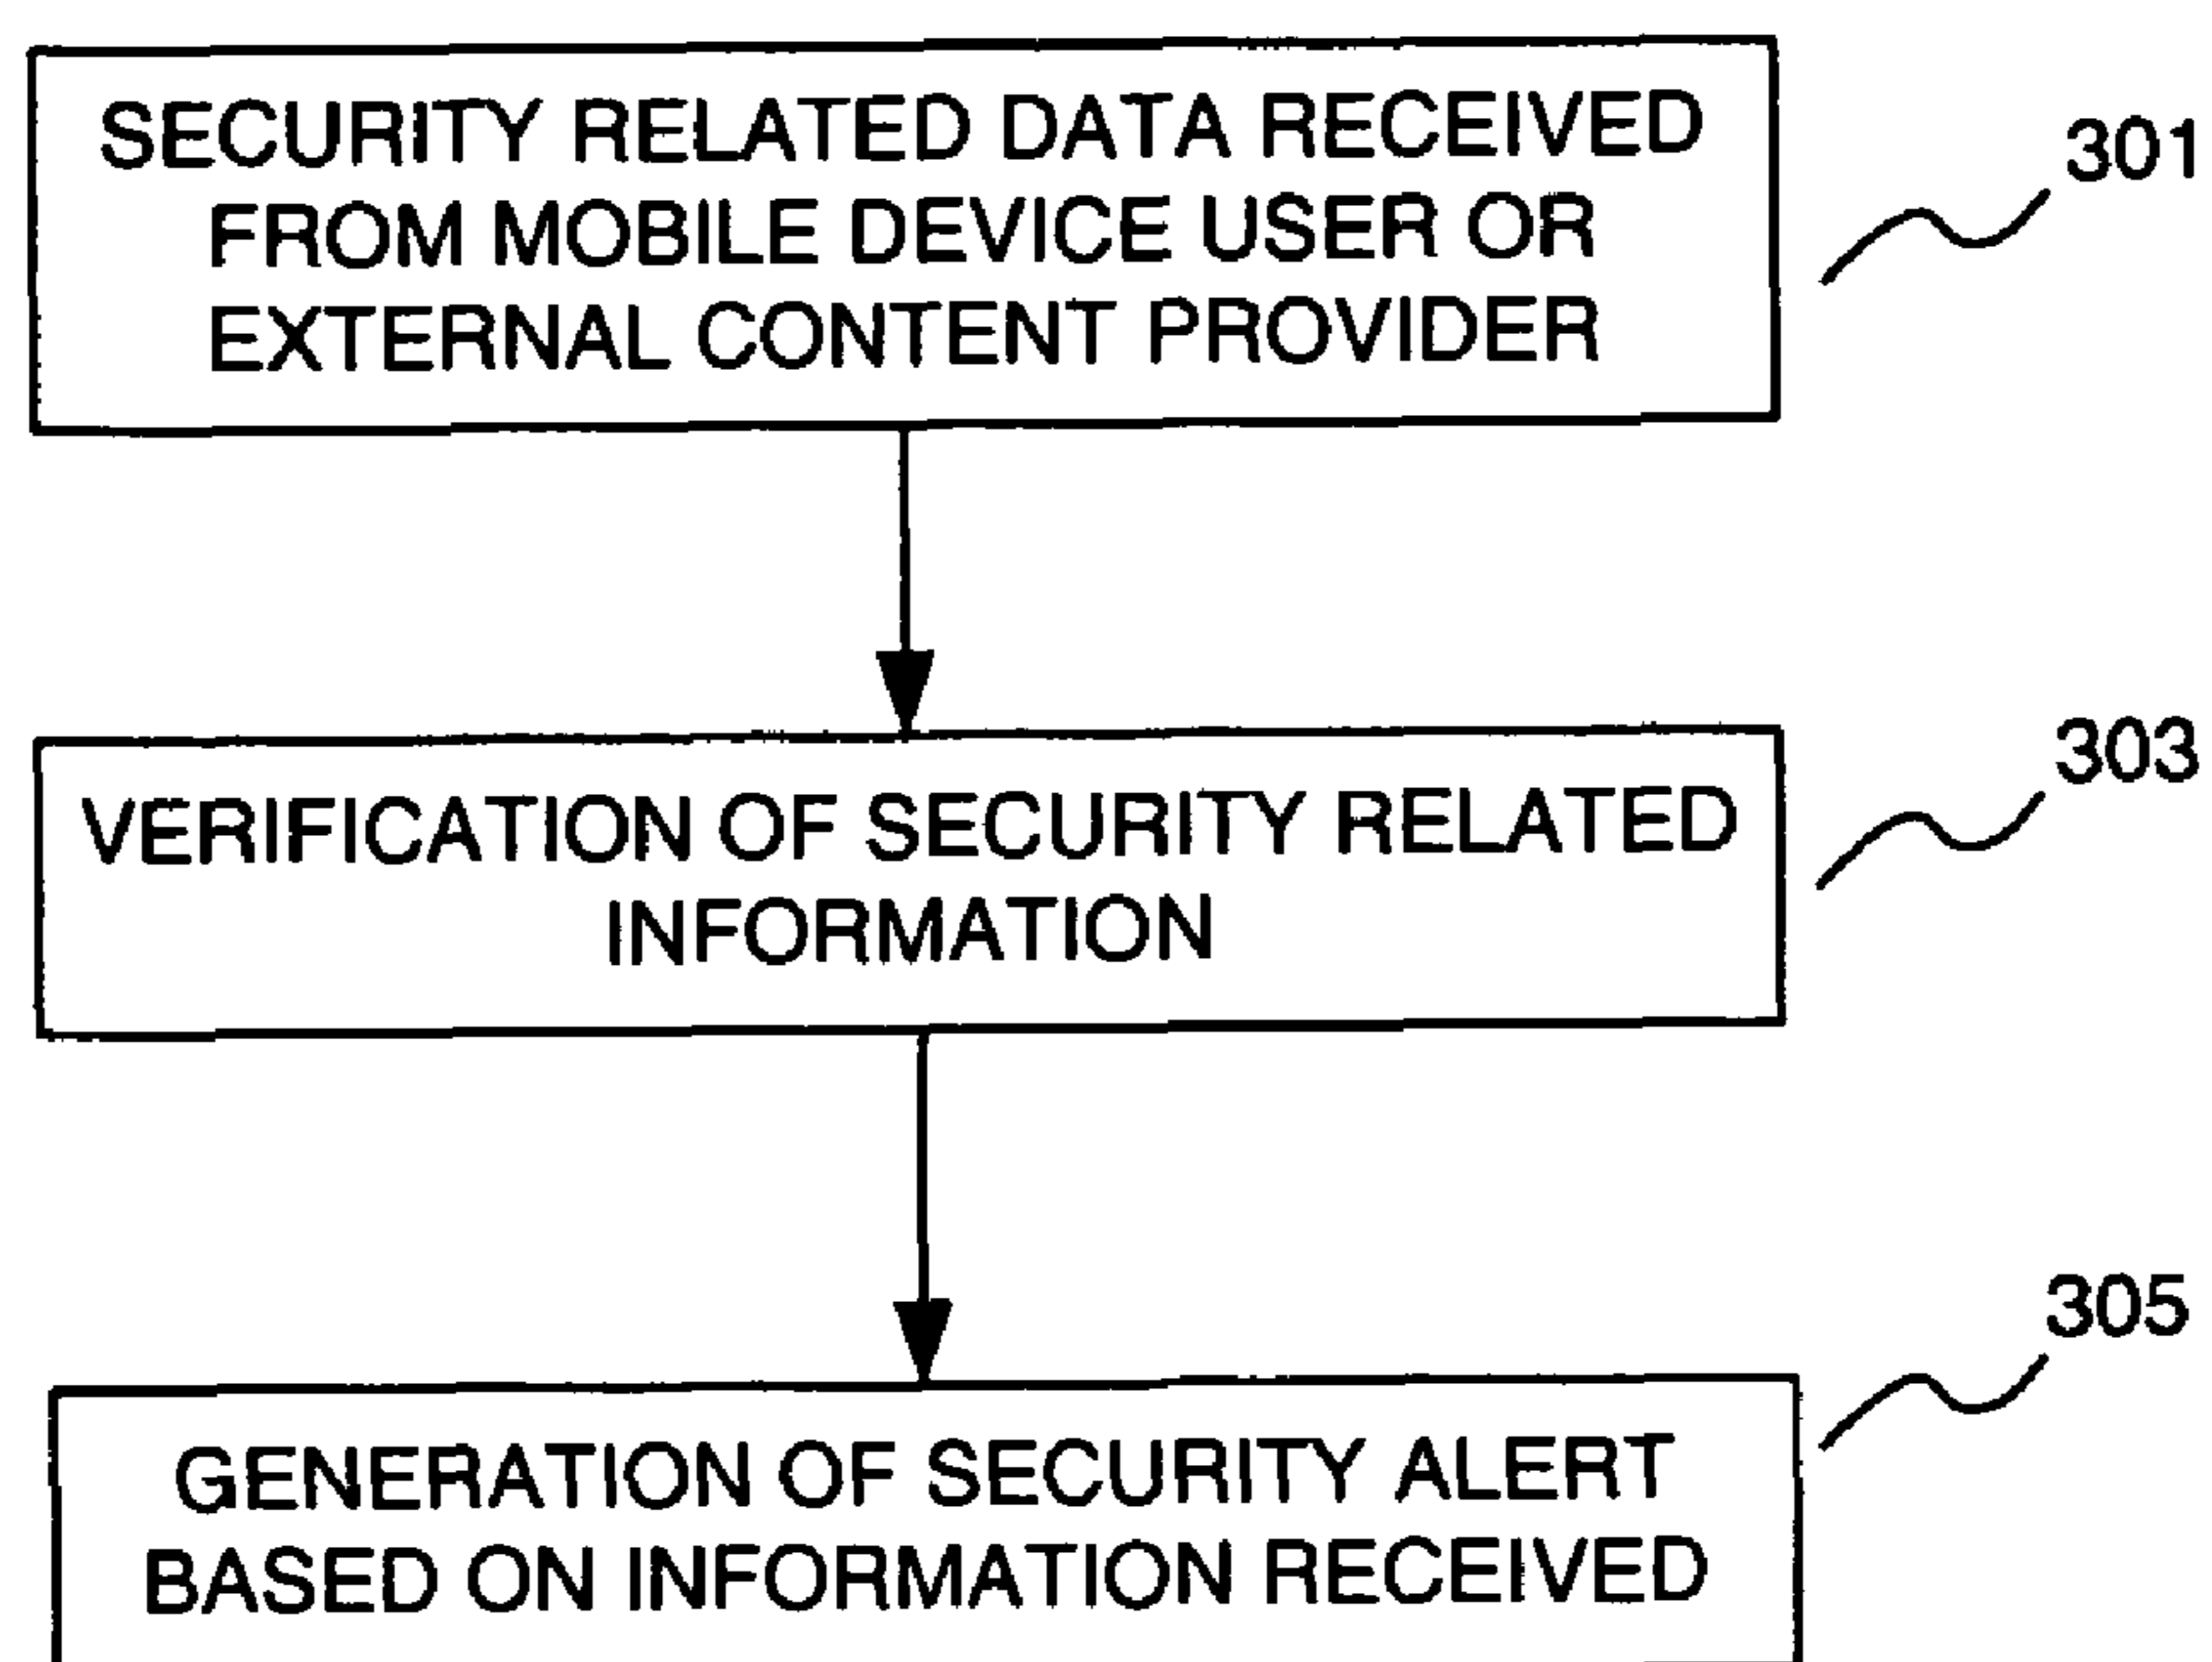 SECURITY RELATED DATA RECEIVED
FROM MOBILE DEVICE USER OR
EXTERNAL CONTENT PROVIDER
301
VERIFICATION OF SECURITY RELATED
INFORMATION
303
GENERATION OF SECURITY ALERT
BASED ON INFORMATION RECEIVED
305